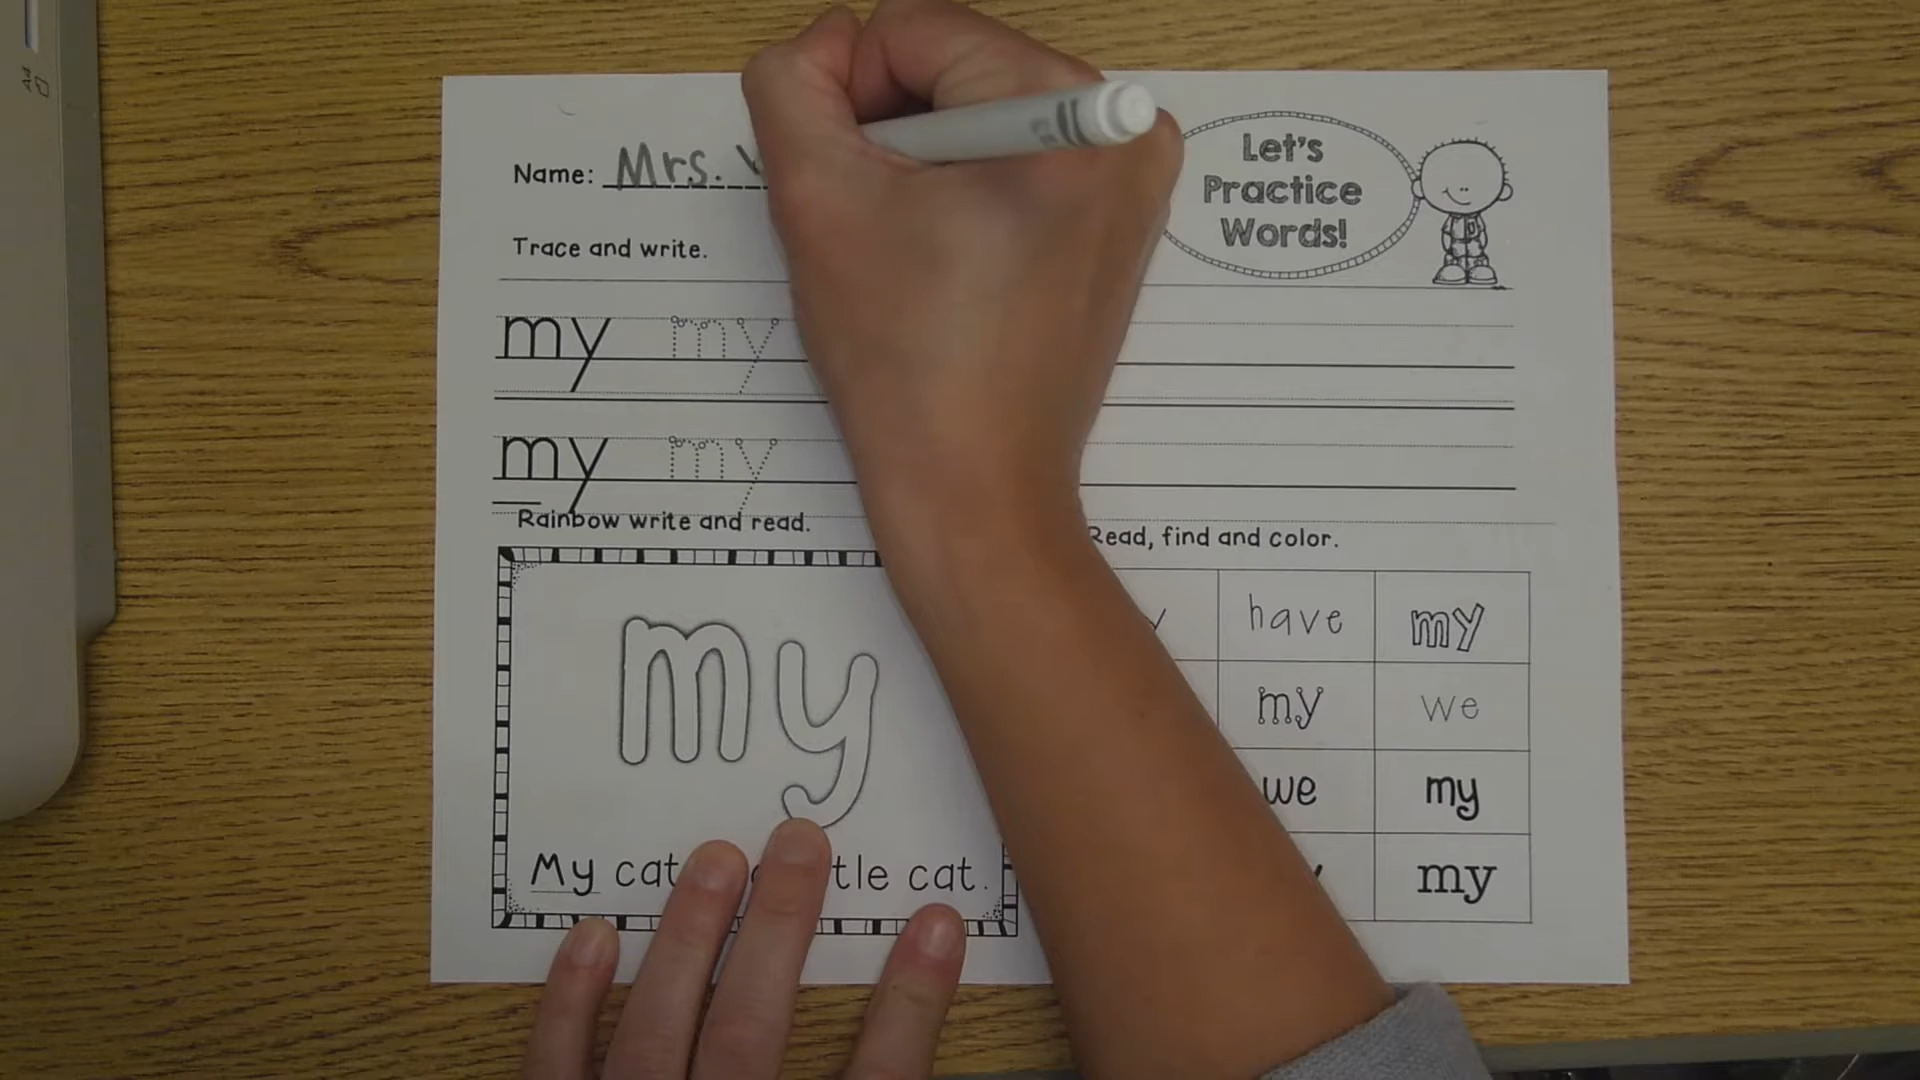 Name: Mrs.
Let's
Practice
Words!
Trace and write.
my my
my my
Rainbow write and read.
my
My cat cat.
Read, find and color.
have my
my we
we my
my